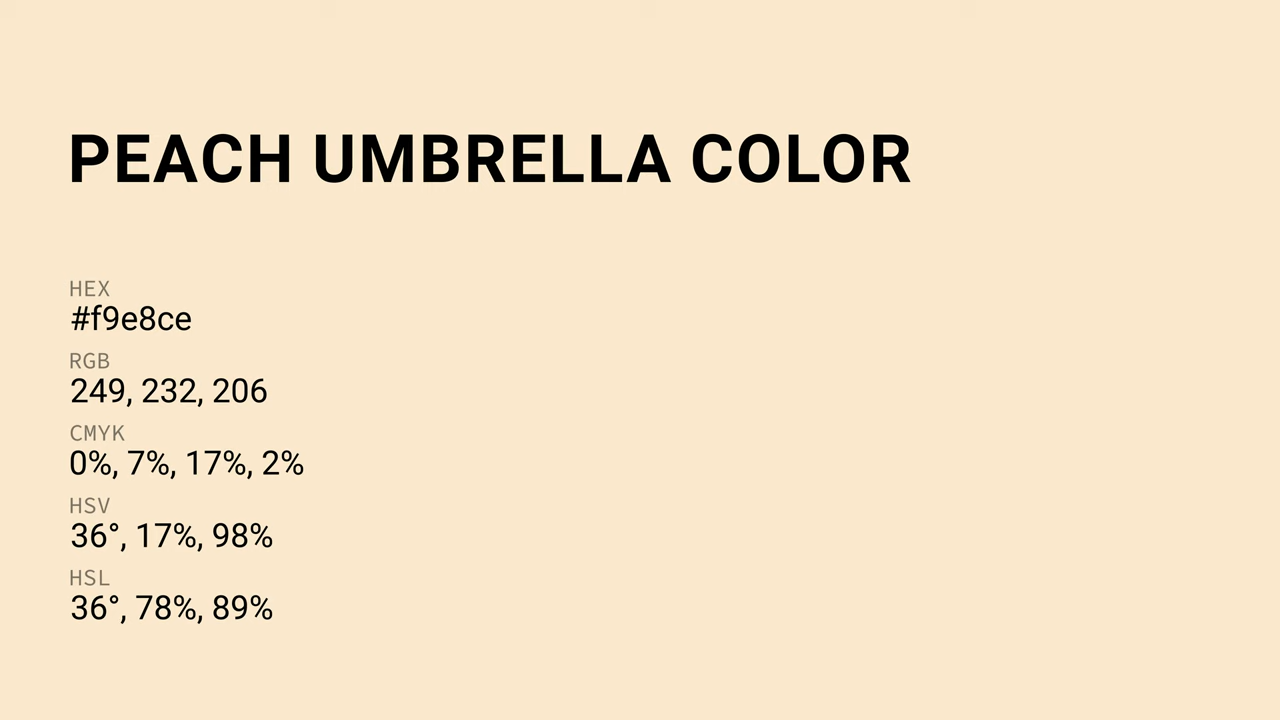 PEACH UMBRELLA COLOR
HEX
#f9e8ce
RGB
249, 232, 206
CMYK
0%, 7%, 17%, 2%
HSV
36°, 17%, 98%
HSL
36°, 78%, 89%